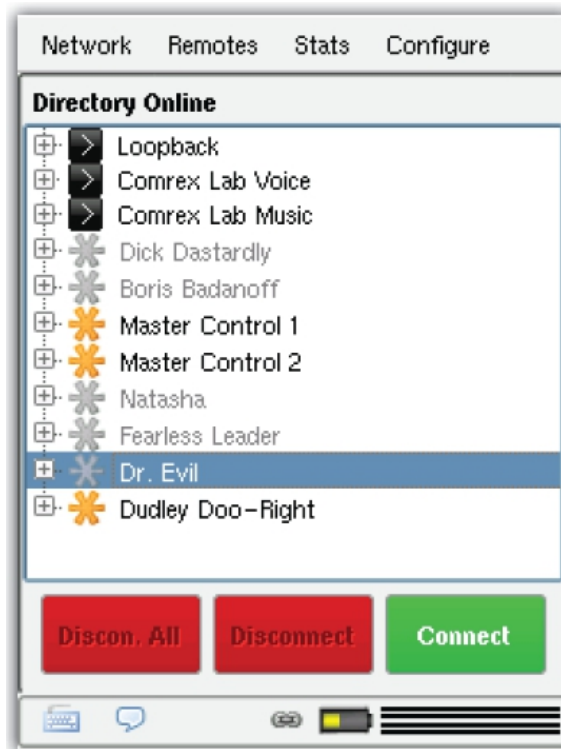 Network Remotes Stats Configure
Directory Online
Loopback
Comrex Lab Voice
Comrex Lab Music
Dick Dastardly
Boris Badanoff
Master Control 1
Master Control 2
Natasha
Fearless Leader
Dr. Evil
Dudley Doo-Right
Discon. All Disconnect Connect